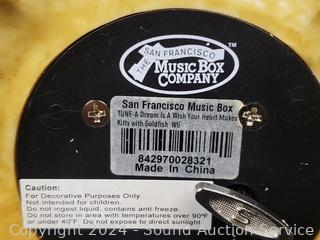 THE SAN FRANCISCO
MUSIC BOX
COMPANY
TM
San Francisco Music Box
TUNE-A Dream Is A Wish Your Heart Makes
Kitty with Goldfish WG
842970028321
Made In China
Caution:
For Decorative Purposes Only
Not intended for children.
Do not ingest liquid, contains anti-freeze.
Do not store in area with temperatures over 90ºF
or under 40ºF Do not expose to direct sunlight
Copyright 2024 - Sound Auction Service